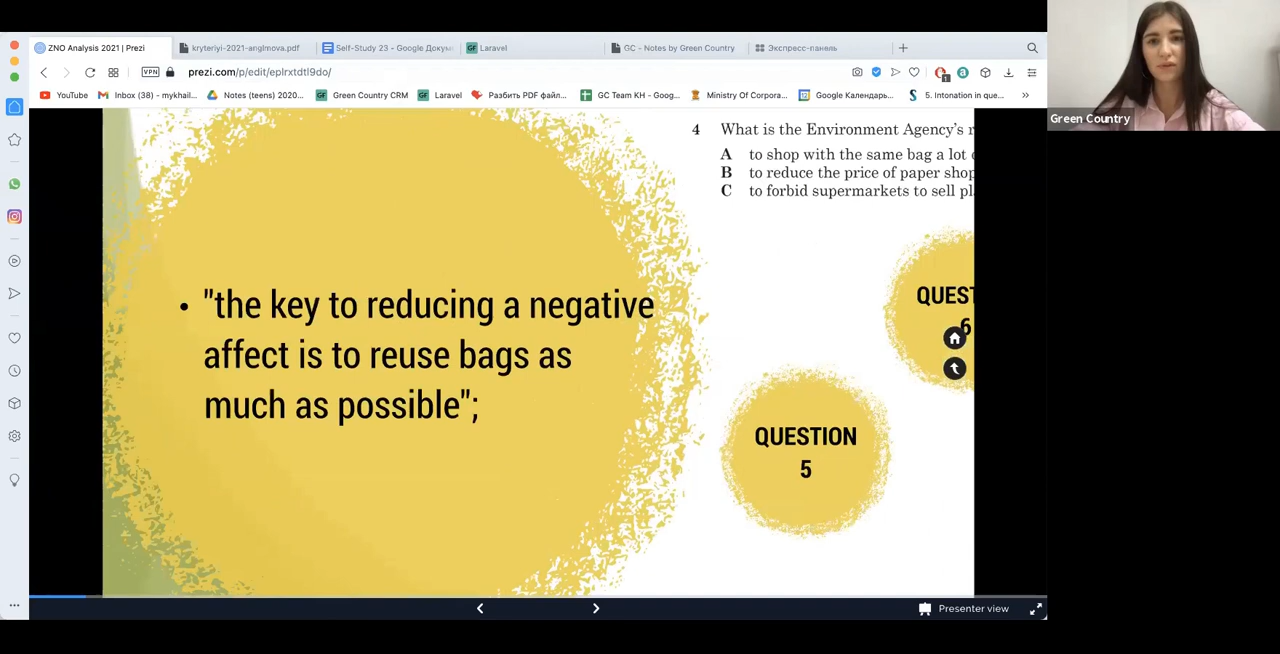 ZNO Analysis 2021 | Prezi
kryteriyi-2021-anglmova.pdf
Self-Study 23 - Google Докум
Laravel
GC - Notes by Green Country
Экспресс-панель
VPN
prezi.com/p/edit/eplrxtdtl9do/
1
YouTube
Inbox (38) - mykhail...
Notes (teens) 2020...
Green Country CRM
Laravel
Разбить PDF файл...
GC Team KH - Goog...
Ministry Of Corpora...
Google Календарь...
5. Intonation in que...
Green Country
4 What is the Environment Agency's r
A to shop with the same bag a lot
B to reduce the price of paper shop
C to forbid supermarkets to sell pl
• "the key to reducing a negative
affect is to reuse bags as
much as possible";
QUEST
6
QUESTION
5
Presenter view